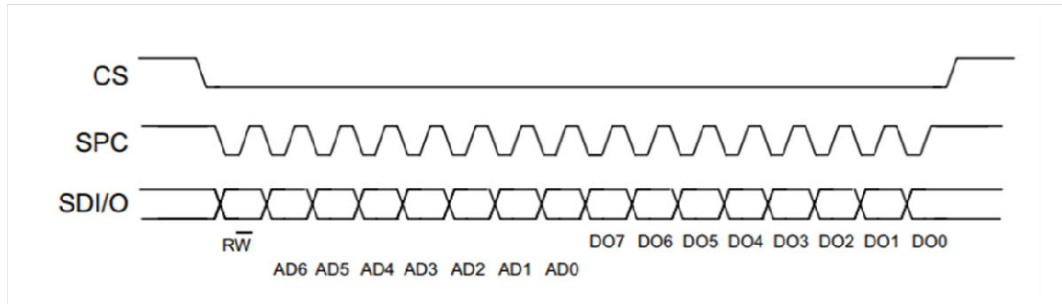 CS
SPC
SDI/O
RW
DO7 DO6 DO5 DO4 DO3 DO2 DO1 DO0
AD6 AD5 AD4 AD3 AD2 AD1 AD0